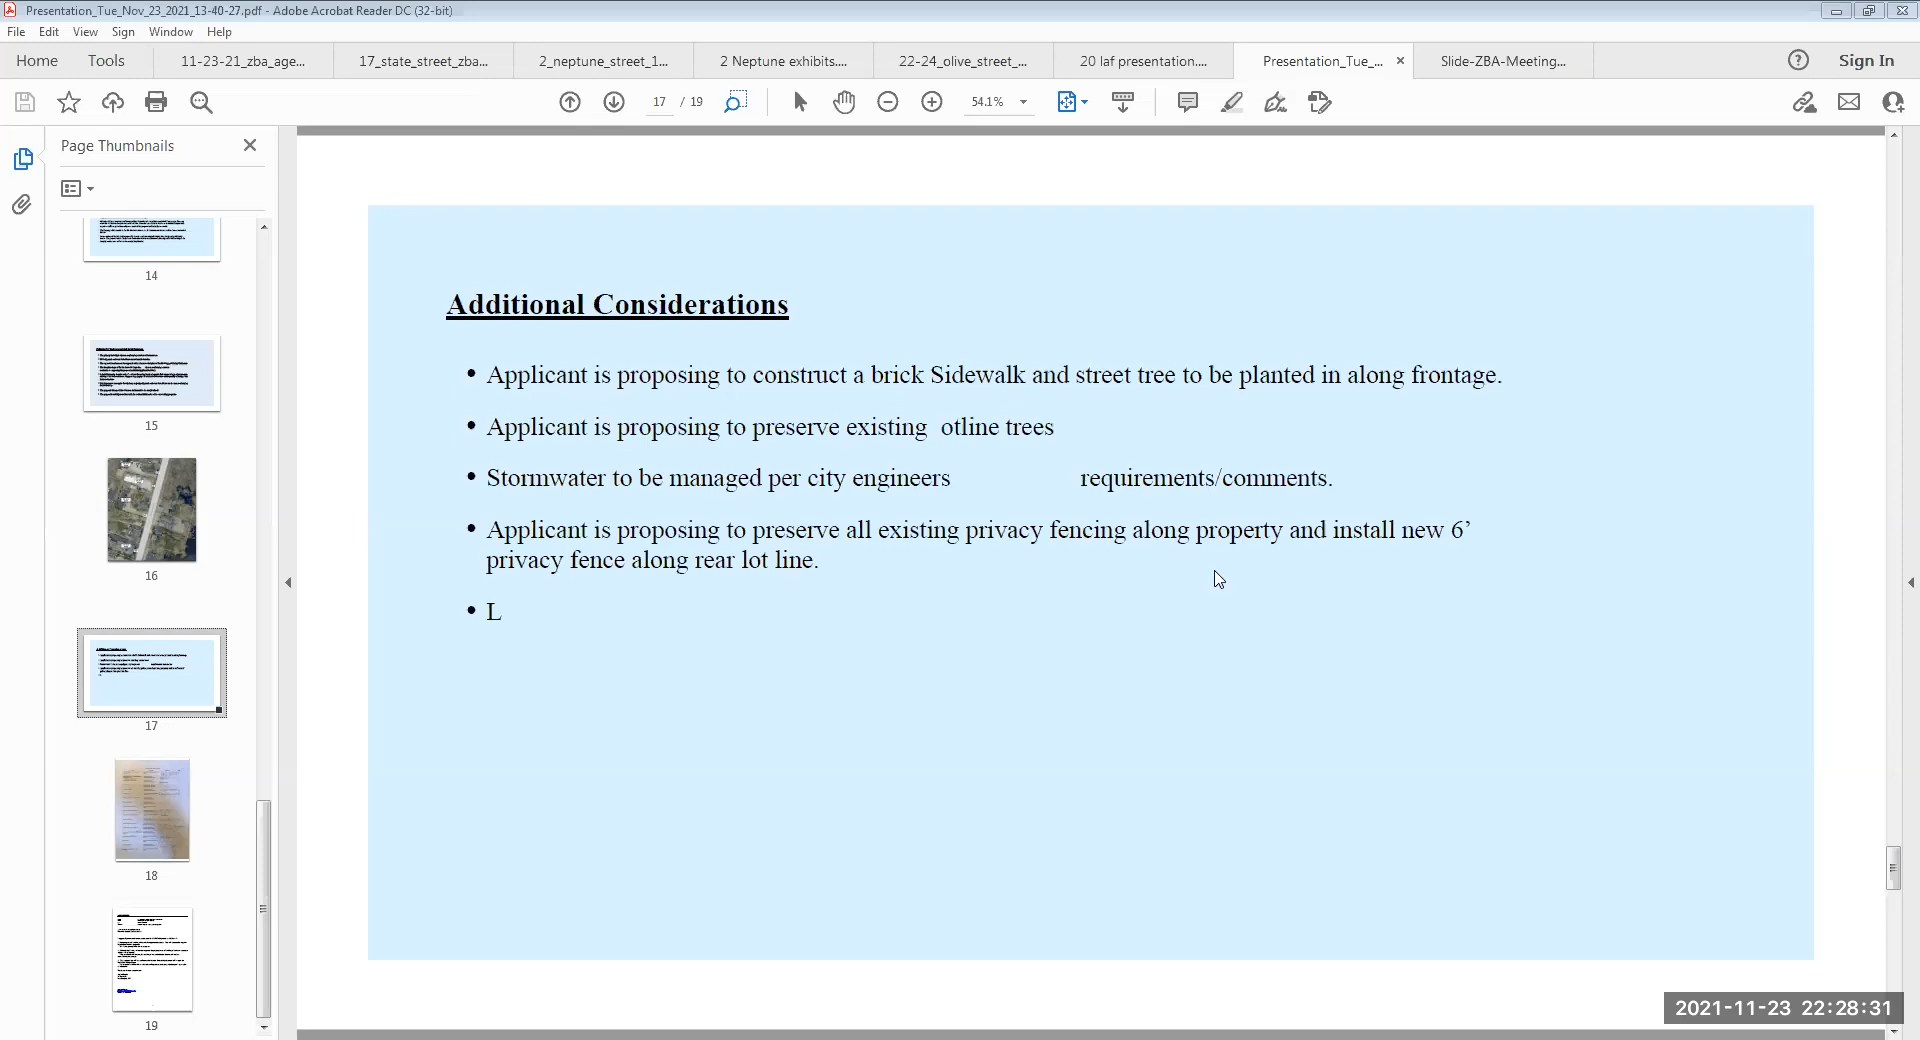 Presentation_Tue_Nov_23_2021_13-40-27.pdf - Adobe Acrobat Reader DC (32-bit)
File Edit View Sign Window Help
Home Tools 11-23-21_zba_age... 17_state_street_zba... 2_neptune_street_1... 2 Neptune exhibits.... 22-24_olive_street_... 20 laf presentation.... Presentation_Tue_... Slide-ZBA-Meeting... Sign In
17 / 19 54.1%
Page Thumbnails
14
15
16
17
18
19
Additional Considerations
• Applicant is proposing to construct a brick Sidewalk and street tree to be planted in along frontage.
• Applicant is proposing to preserve existing otline trees
• Stormwater to be managed per city engineers requirements/comments.
• Applicant is proposing to preserve all existing privacy fencing along property and install new 6’
privacy fence along rear lot line.
• L
2021-11-23 22:28:31